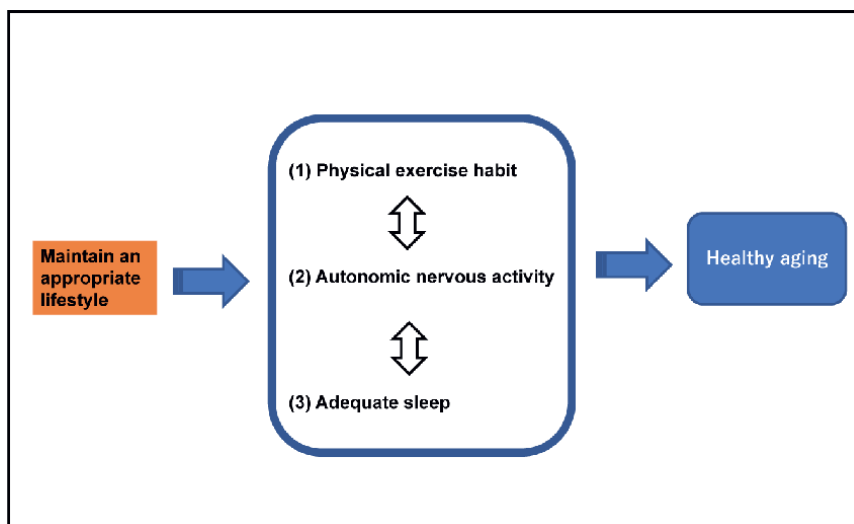 (1) Physical exercise habit
Maintain an
appropriate
lifestyle
(2) Autonomic nervous activity
Healthy aging
(3) Adequate sleep